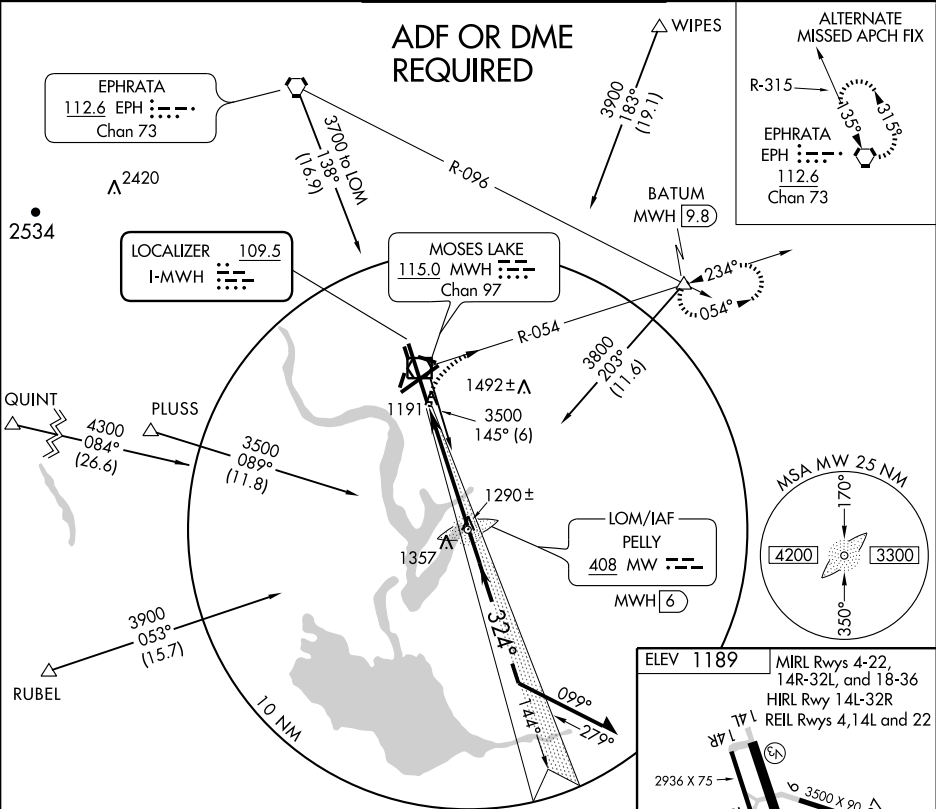 ADF OR DME
REQUIRED
WIPES
3900
183°
(19.1)
ALTERNATE
MISSED APCH FIX
R-315
135°
315°
EPHRATA
EPH
112.6
Chan 73
EPHRATA
112.6 EPH
Chan 73
3700 to LOM
138°
(16.9)
R-096
2420
2534
BATUM
MWH 9.8
LOCALIZER 109.5
I-MWH
MOSES LAKE
115.0 MWH
Chan 97
234°
054°
R-054
3800
203°
(11.6)
1492±
1191
A
3500
145° (6)
QUINT
4300
084°
(26.6)
PLUSS
3500
089°
(11.8)
1290±
1357
LOM/IAF
PELLY
408 MW
MWH 6
MSA MW 25 NM
170°
4200
3300
350°
3900
053°
(15.7)
RUBEL
324°
099°
279°
144°
10 NM
ELEV 1189
MIRL Rwys 4-22,
14R-32L, and 18-36
HIRL Rwy 14L-32R
REIL Rwys 4,14L and 22
14L
14R
V3
2936 X 75
9
3500 X 90